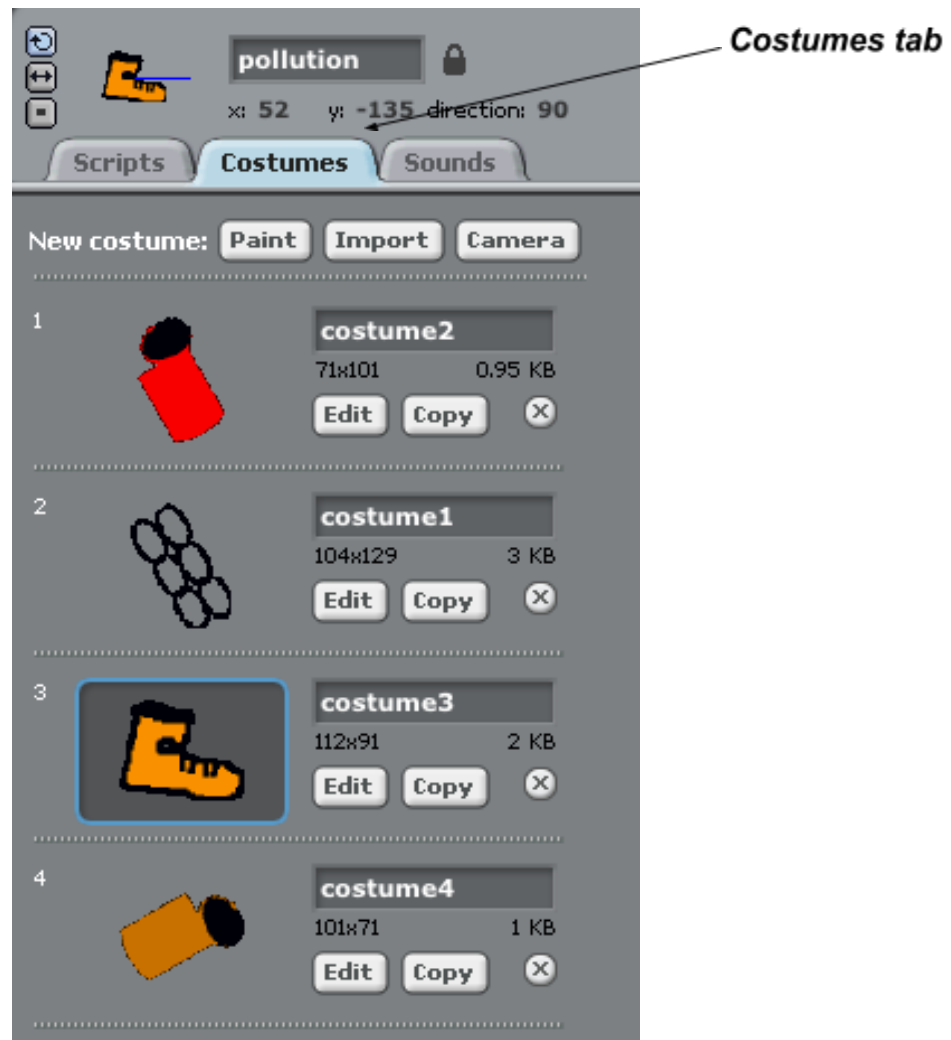 Costumes tab
pollution
x: 52 y: -135 direction: 90
Scripts Costumes Sounds
New costume: Paint Import Camera
1
costume2
71x101 0.95 KB
Edit Copy
2
costume1
104x129 3 KB
Edit Copy
3
costume3
112x91 2 KB
Edit Copy
4
costume4
101x71 1 KB
Edit Copy